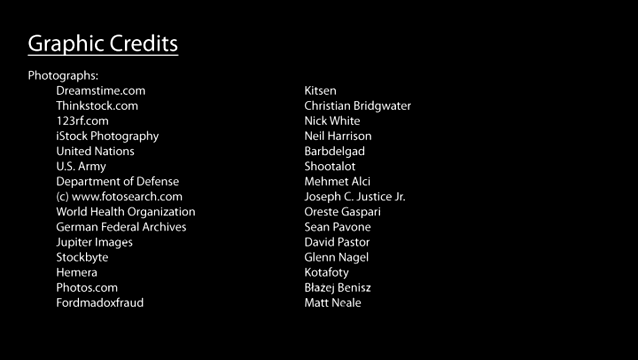 Graphic Credits
Photographs:
Dreamstime.com
Thinkstock.com
123rf.com
iStock Photography
United Nations
U.S. Army
Department of Defense
(c) www.fotosearch.com
World Health Organization
German Federal Archives
Jupiter Images
Stockbyte
Hemera
Photos.com
Fordmadoxfraud
Kitsen
Christian Bridgwater
Nick White
Neil Harrison
Barbdelgad
Shootalot
Mehmet Alci
Joseph C. Justice Jr.
Oreste Gaspari
Sean Pavone
David Pastor
Glenn Nagel
Kotafoty
Błażej Benisz
Matt Neale